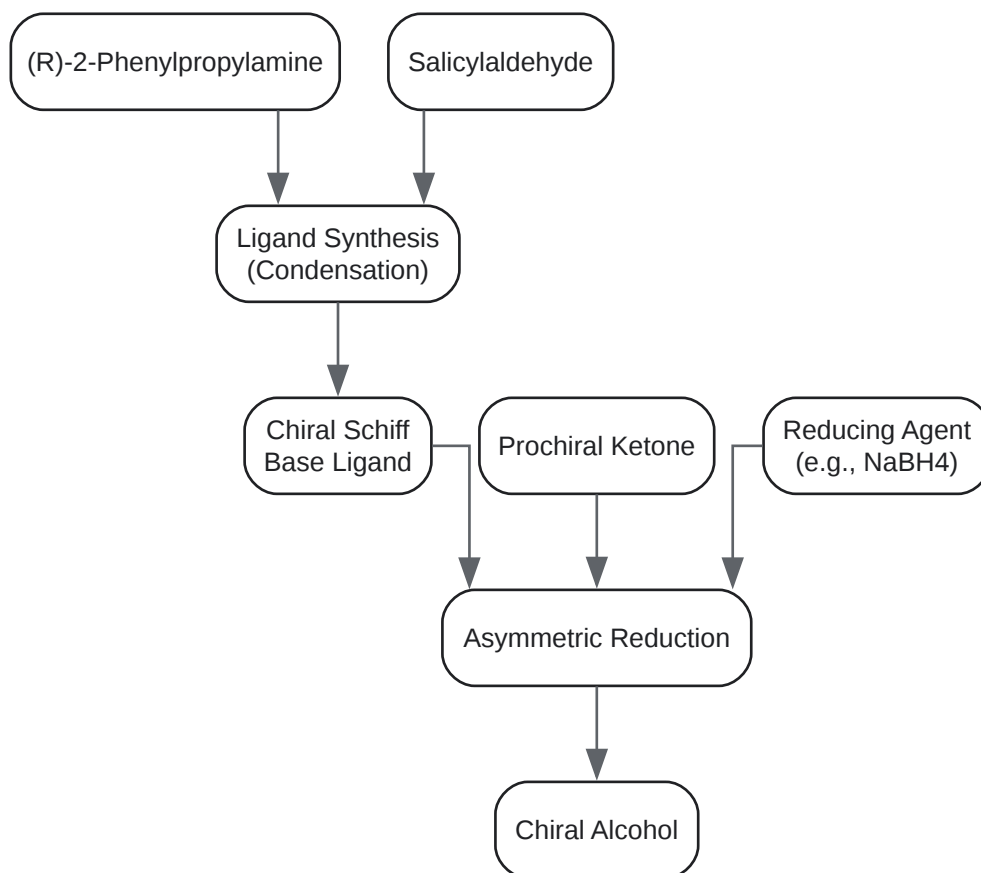 (R)-2-Phenylpropylamine
Salicylaldehyde
Ligand Synthesis
(Condensation)
Chiral Schiff
Base Ligand
Prochiral Ketone
Reducing Agent
(e.g., NaBH4)
Asymmetric Reduction
Chiral Alcohol